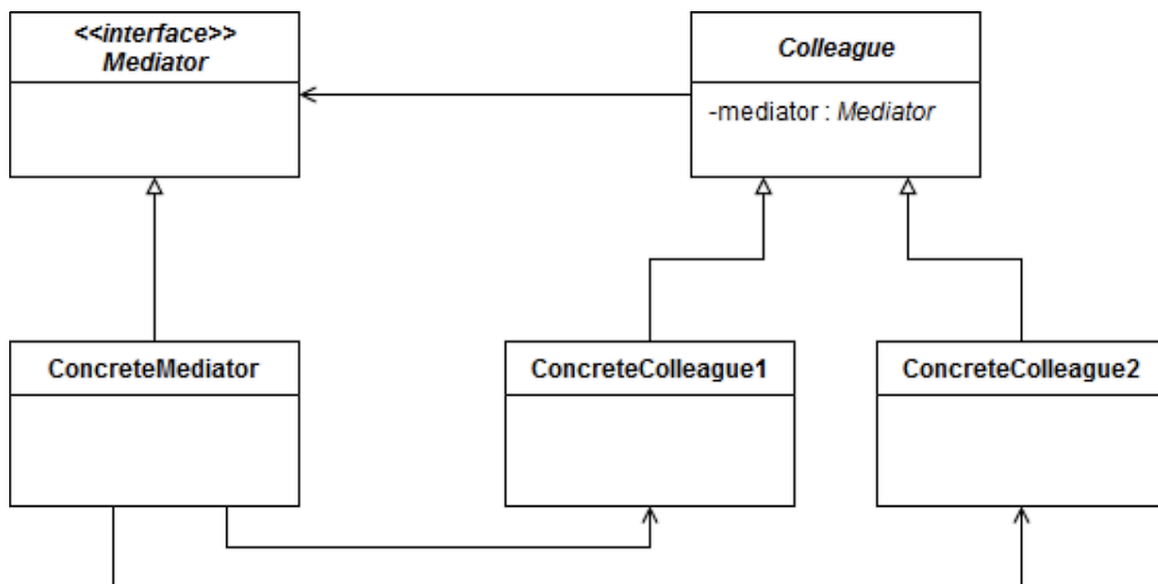 <<interface>>
Mediator
Colleague
-mediator : Mediator
ConcreteMediator
ConcreteColleague1
ConcreteColleague2